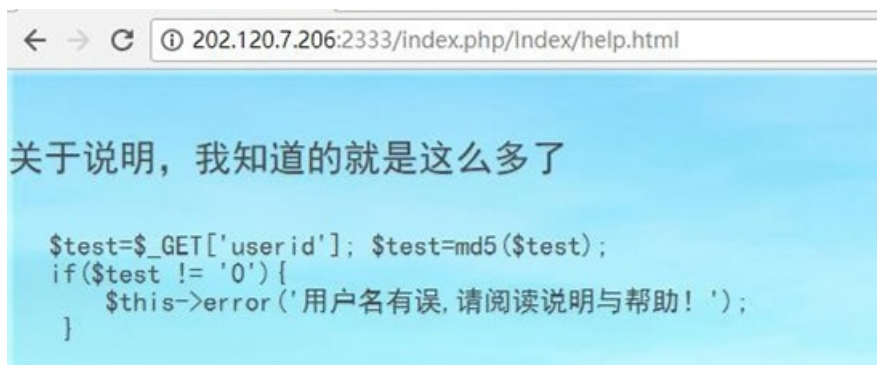 202.120.7.206:2333/index.php/Index/help.html
关于说明，我知道的就是这么多了
$test=$_GET['userid']; $test=md5($test);
if($test != '0'){
$this->error('用户名有误,请阅读说明与帮助！');
}